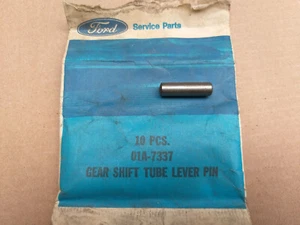 Ford Service Parts
10 PCS.
01A-7337
GEAR SHIFT TUBE LEVER PIN